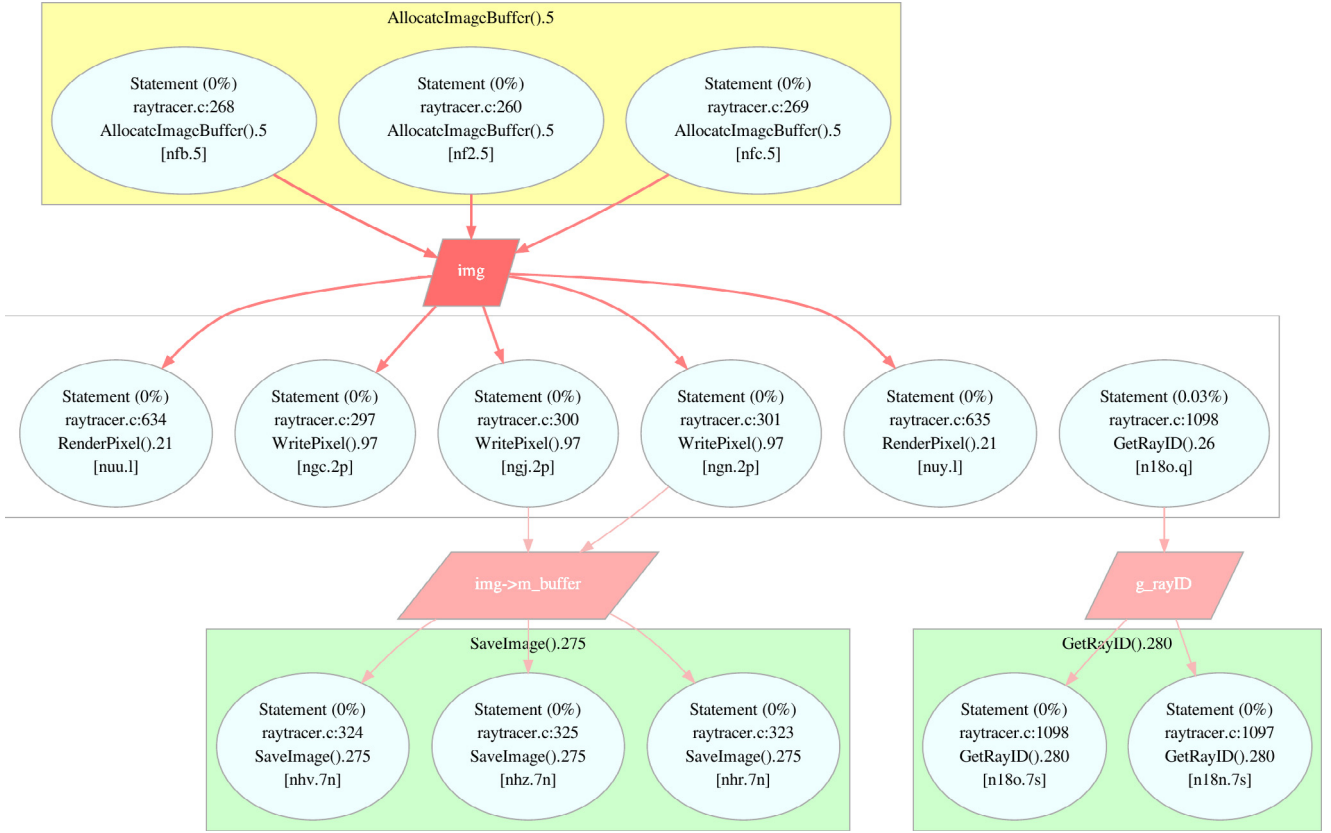 AllocateImageBuffer().5
Statement (0%)
raytracer.c:268
AllocateImageBuffer().5
[nfb.5]
Statement (0%)
raytracer.c:260
AllocateImageBuffer().5
[nf2.5]
Statement (0%)
raytracer.c:269
AllocateImageBuffer().5
[nfc.5]
img
Statement (0%)
raytracer.c:634
RenderPixel().21
[nuu.l]
Statement (0%)
raytracer.c:297
WritePixel().97
[ngc.2p]
Statement (0%)
raytracer.c:300
WritePixel().97
[ngj.2p]
Statement (0%)
raytracer.c:301
WritePixel().97
[ngn.2p]
Statement (0%)
raytracer.c:635
RenderPixel().21
[nuy.l]
Statement (0.03%)
raytracer.c:1098
GetRayID().26
[n18o.q]
img->m_buffer
g_rayID
SaveImage().275
Statement (0%)
raytracer.c:324
SaveImage().275
[nhv.7n]
Statement (0%)
raytracer.c:325
SaveImage().275
[nhz.7n]
Statement (0%)
raytracer.c:323
SaveImage().275
[nhr.7n]
GetRayID().280
Statement (0%)
raytracer.c:1098
GetRayID().280
[n18o.7s]
Statement (0%)
raytracer.c:1097
GetRayID().280
[n18n.7s]